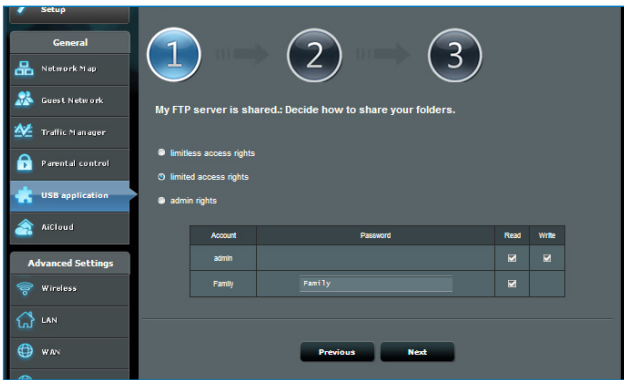 Setup
General
Network Map
Guest Network
Traffic Manager
Parental control
USB application
AiCloud
Advanced Settings
Wireless
LAN
WAN
1 2 3
My FTP server is shared.: Decide how to share your folders.
limitless access rights
limited access rights
admin rights
Account Password Read Write
admin
Family Family
Previous Next